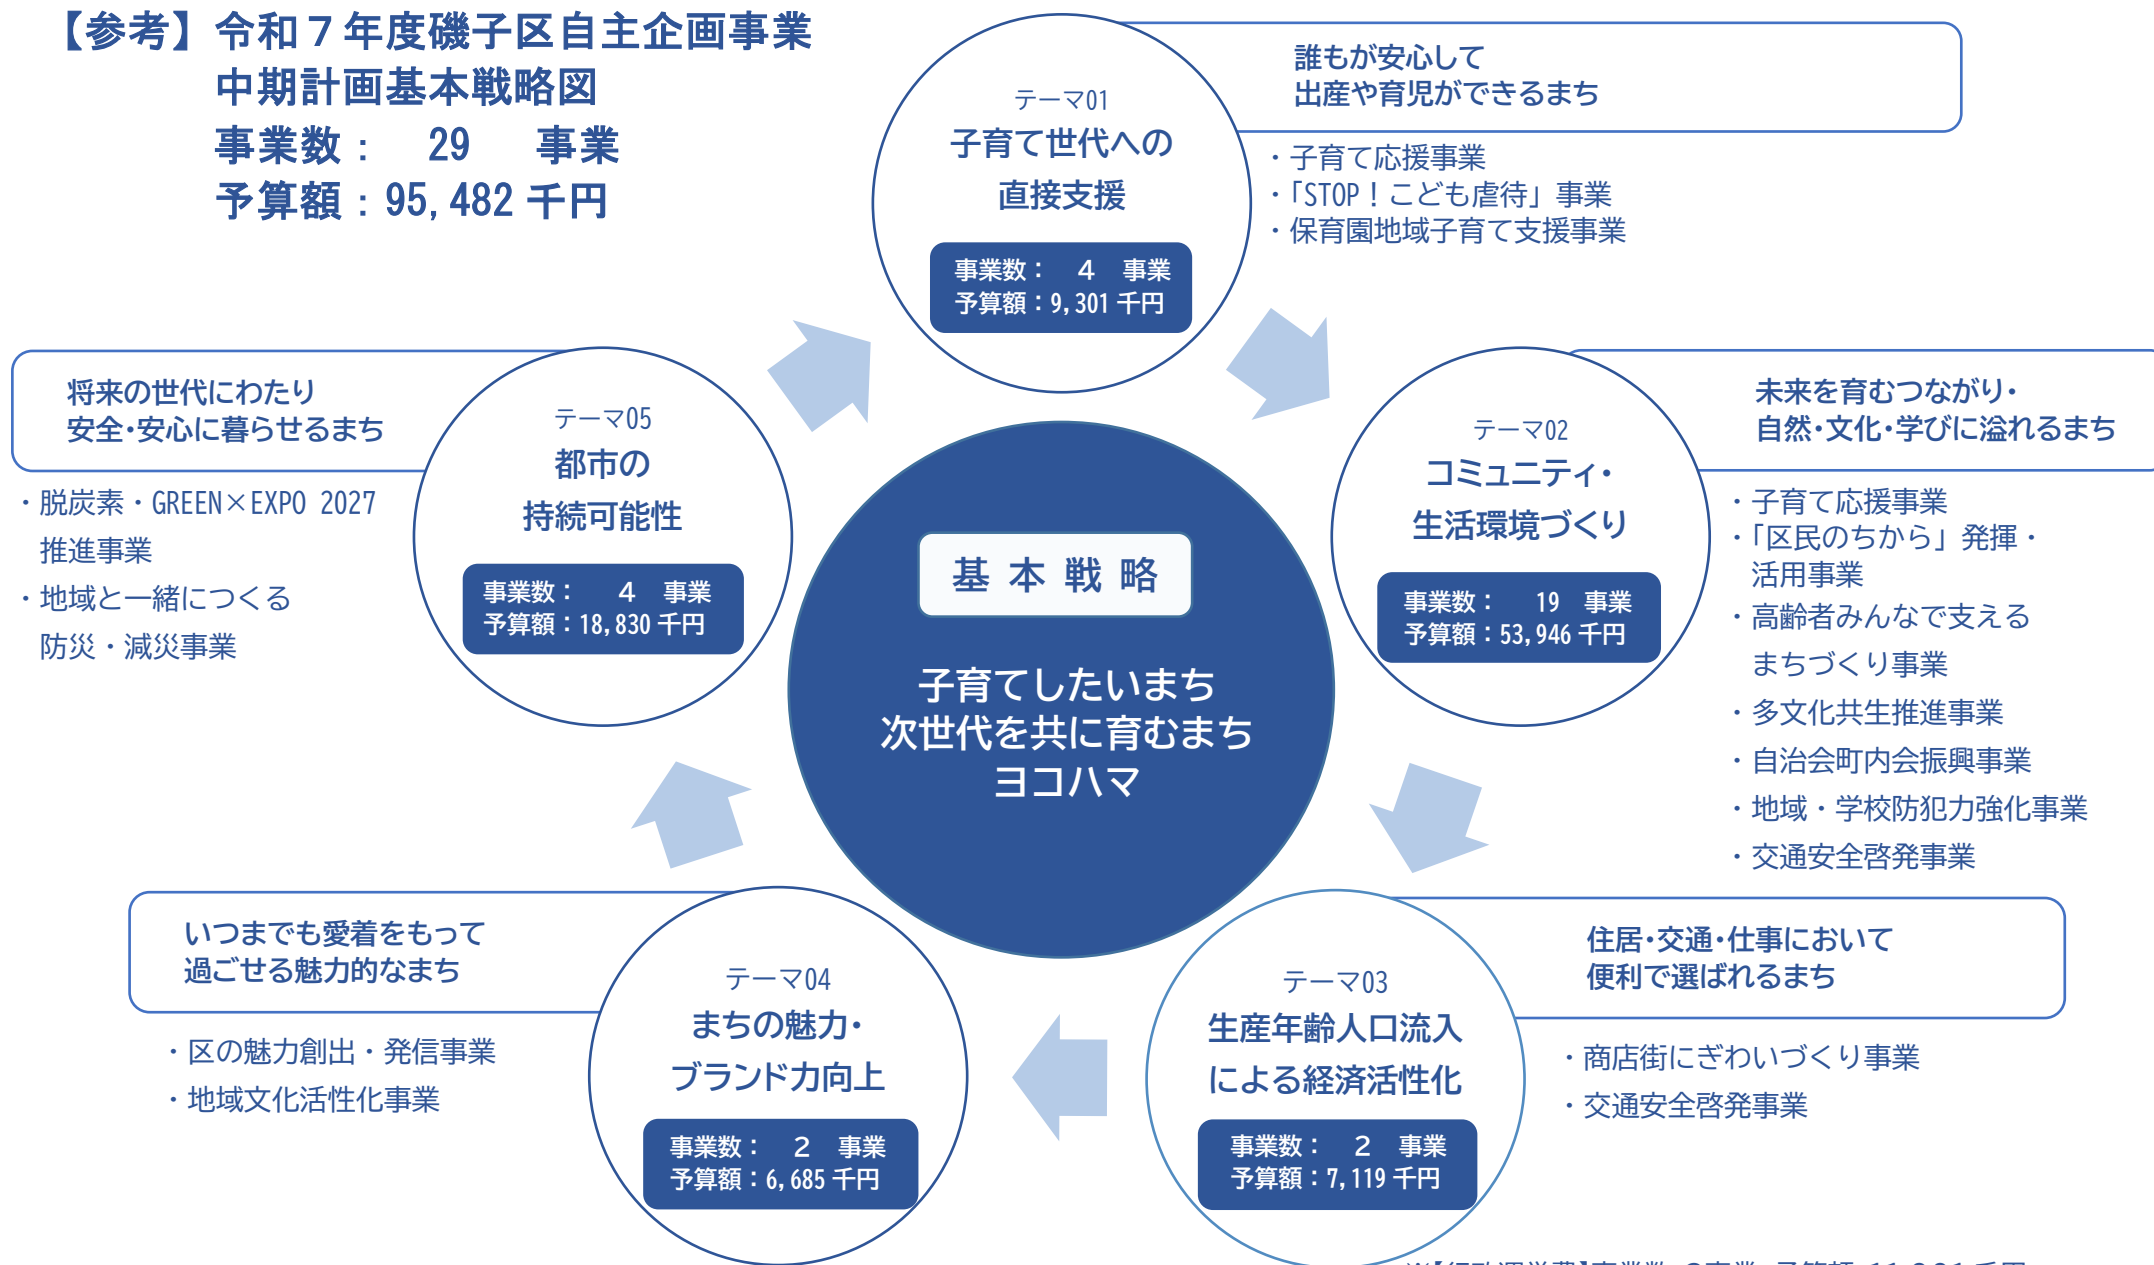 【参考】令和７年度磯子区自主企画事業
中期計画基本戦略図
事業数： 29 事業
予算額：95,482千円
テーマ01
子育て世代への
直接支援
事業数： 4 事業
予算額：9,301千円
誰もが安心して
出産や育児ができるまち
・子育て応援事業
・「STOP！こども虐待」事業
・保育園地域子育て支援事業
テーマ02
コミュニティ・
生活環境づくり
事業数： 19 事業
予算額：53,946千円
未来を育むつながり・
自然・文化・学びに溢れるまち
・子育て応援事業
・「区民のちから」発揮・
活用事業
・高齢者みんなで支える
まちづくり事業
・多文化共生推進事業
・自治会町内会振興事業
・地域・学校防犯力強化事業
・交通安全啓発事業
テーマ03
生産年齢人口流入
による経済活性化
事業数： 2 事業
予算額：7,119千円
住居・交通・仕事において
便利で選ばれるまち
・商店街にぎわいづくり事業
・交通安全啓発事業
テーマ04
まちの魅力・
ブランド力向上
事業数： 2 事業
予算額：6,685千円
いつまでも愛着をもって
過ごせる魅力的なまち
・区の魅力創出・発信事業
・地域文化活性化事業
テーマ05
都市の
持続可能性
事業数： 4 事業
予算額：18,830千円
将来の世代にわたり
安全・安心に暮らせるまち
・脱炭素・GREEN×EXPO 2027
推進事業
・地域と一緒につくる
防災・減災事業
基本戦略
子育てしたいまち
次世代を共に育むまち
ヨコハマ